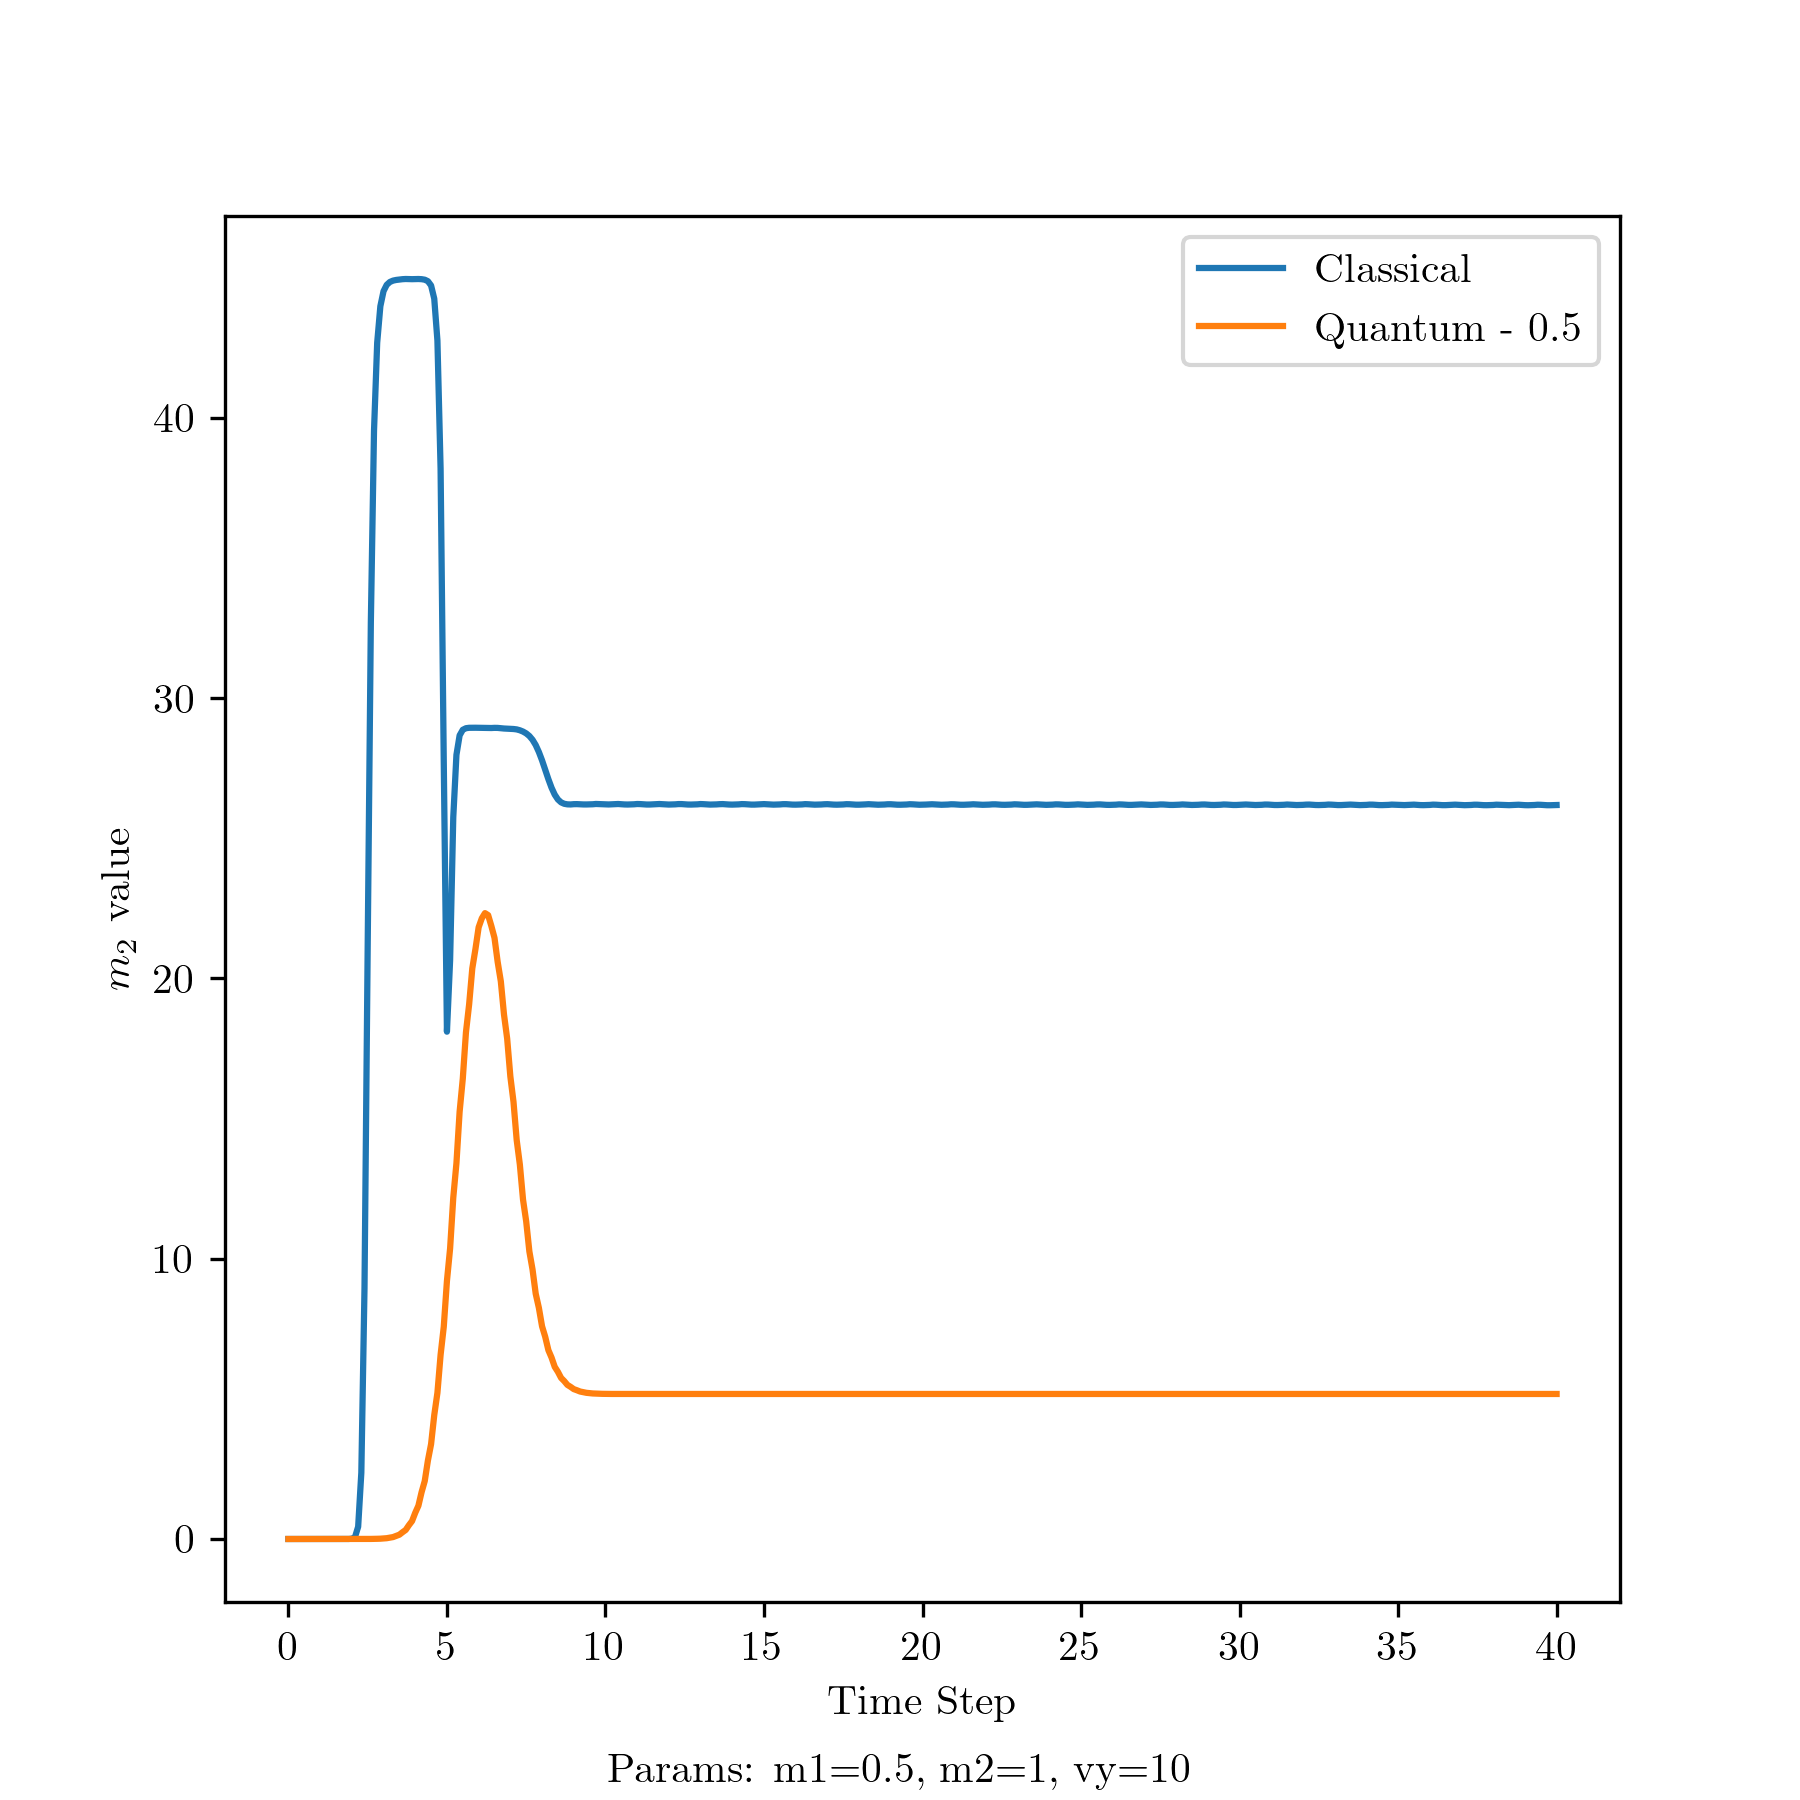 Classical
Quantum - 0.5
40
30
20
10
0
m₂ value
0 5 10 15 20 25 30 35 40
Time Step
Params: m1=0.5, m2=1, vy=10